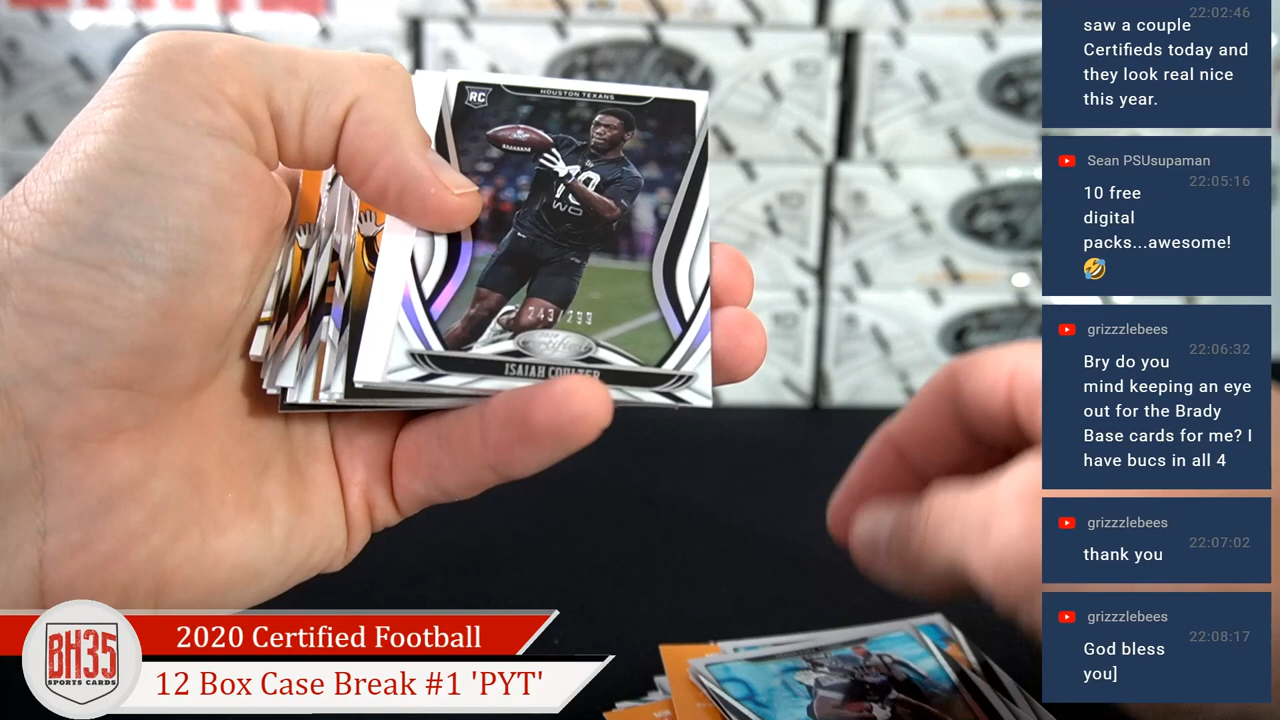 22:02:46
saw a couple
Certifieds today and
they look real nice
this year.
Sean PSUsupaman
22:05:16
10 free
digital
packs...awesome!
grizzzlebees
22:06:32
Bry do you
mind keeping an eye
out for the Brady
Base cards for me? I
have bucs in all 4
grizzzlebees
22:07:02
thank you
grizzzlebees
22:08:17
God bless
you]
RC
HOUSTON TEXANS
10
WO
243/299
certified
ISAIAH COULTER
BH35
SPORTS CARDS
2020 Certified Football
12 Box Case Break #1 'PYT'